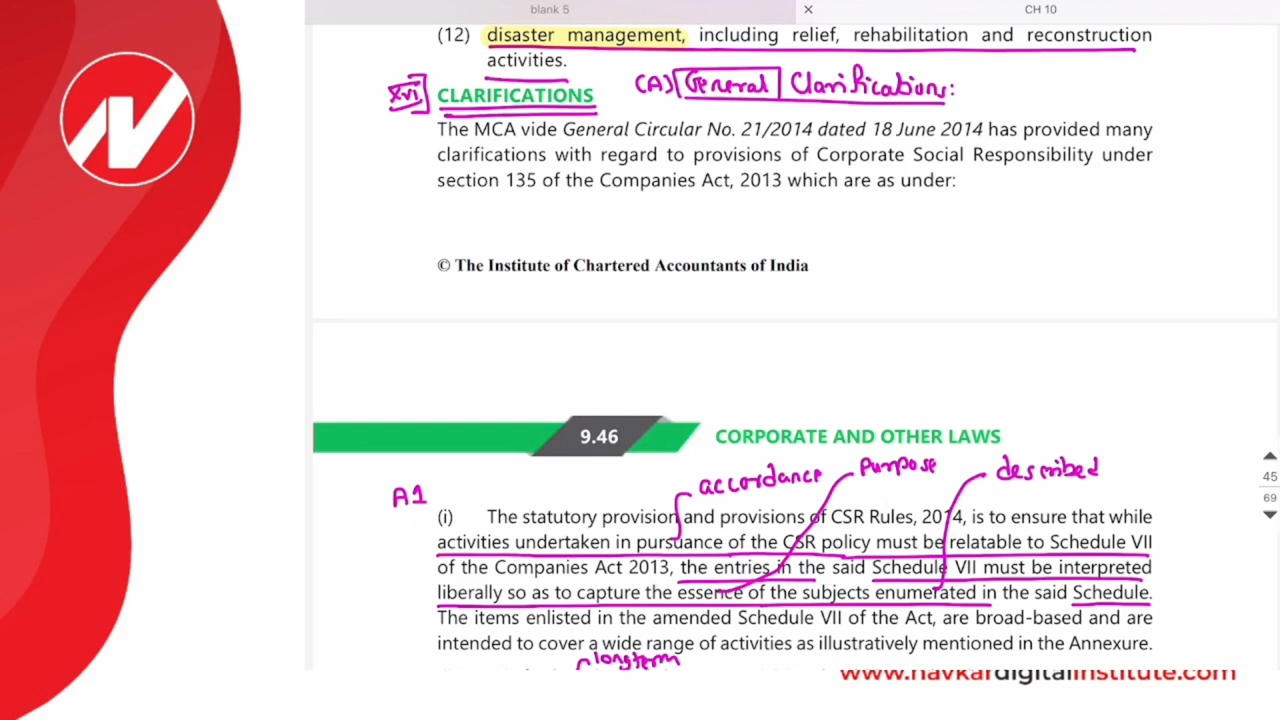 blank 5
× CH 10
(12) disaster management, including relief, rehabilitation and reconstruction
activities.
xvi CLARIFICATIONS (A) General Clarifications:
The MCA vide General Circular No. 21/2014 dated 18 June 2014 has provided many
clarifications with regard to provisions of Corporate Social Responsibility under
section 135 of the Companies Act, 2013 which are as under:
© The Institute of Chartered Accountants of India
9.46 CORPORATE AND OTHER LAWS
accordance purpose described
A1
(i) The statutory provision and provisions of CSR Rules, 2014, is to ensure that while
activities undertaken in pursuance of the CSR policy must be relatable to Schedule VII
of the Companies Act 2013, the entries in the said Schedule VII must be interpreted
liberally so as to capture the essence of the subjects enumerated in the said Schedule.
The items enlisted in the amended Schedule VII of the Act, are broad-based and are
intended to cover a wide range of activities as illustratively mentioned in the Annexure.
longterm
45
69
www.navkardigitalinstitute.com